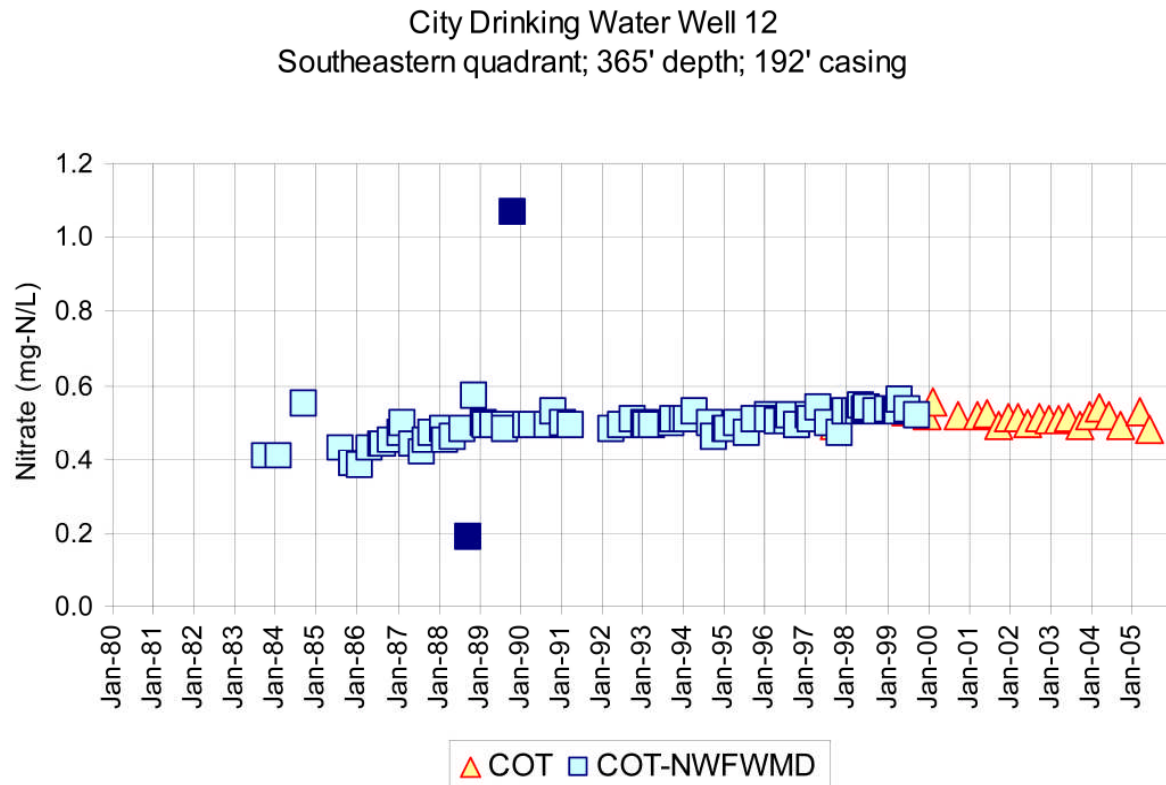 City Drinking Water Well 12
Southeastern quadrant; 365' depth; 192' casing
Nitrate (mg-N/L)
1.2
1.0
0.8
0.6
0.4
0.2
0.0
Jan-80
Jan-81
Jan-82
Jan-83
Jan-84
Jan-85
Jan-86
Jan-87
Jan-88
Jan-89
Jan-90
Jan-91
Jan-92
Jan-93
Jan-94
Jan-95
Jan-96
Jan-97
Jan-98
Jan-99
Jan-00
Jan-01
Jan-02
Jan-03
Jan-04
Jan-05
COT COT-NWFWMD